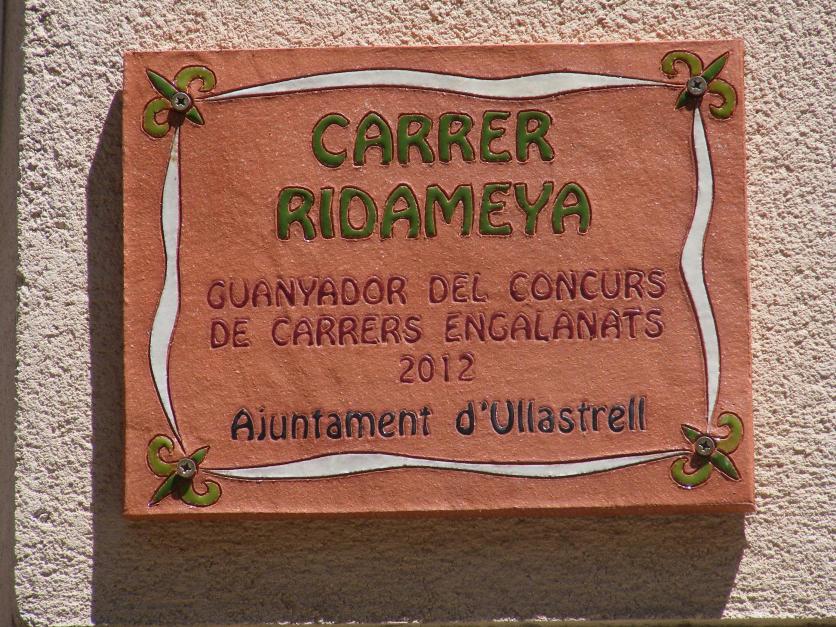 CARRER
RIDAMEYA
GUANYADOR DEL CONCURS
DE CARRERS ENGALANATS
2012
Ajuntament d'Ullastrell